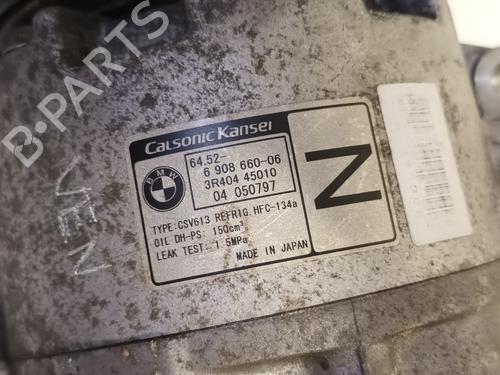 B-PARTS
Calsonic Kansei
BMW
64.52-
6 908 660-06
3R404 45010
04 050797
N
TYPE:CSV613 REFRIG.HFC-134a
OIL DH-PS: 150cm³
LEAK TEST: 1.5MPa
MADE IN JAPAN
VEN